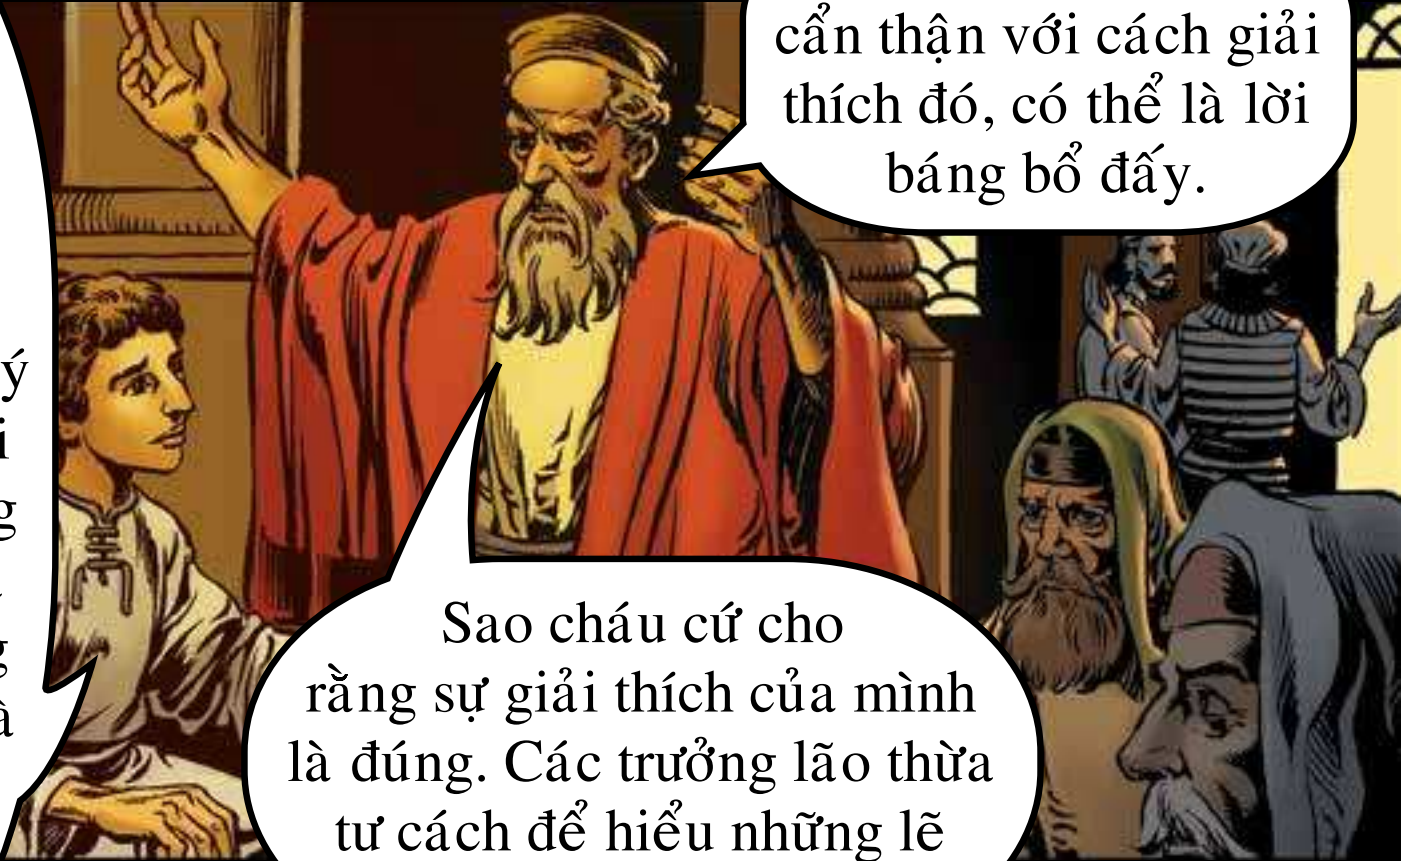 cẩn thận với cách giải
thích đó, có thể là lời
báng bổ đấy.
ý
i
g
g
à
Sao cháu cứ cho
rằng sự giải thích của mình
là đúng. Các trưởng lão thừa
tư cách để hiểu những lẽ